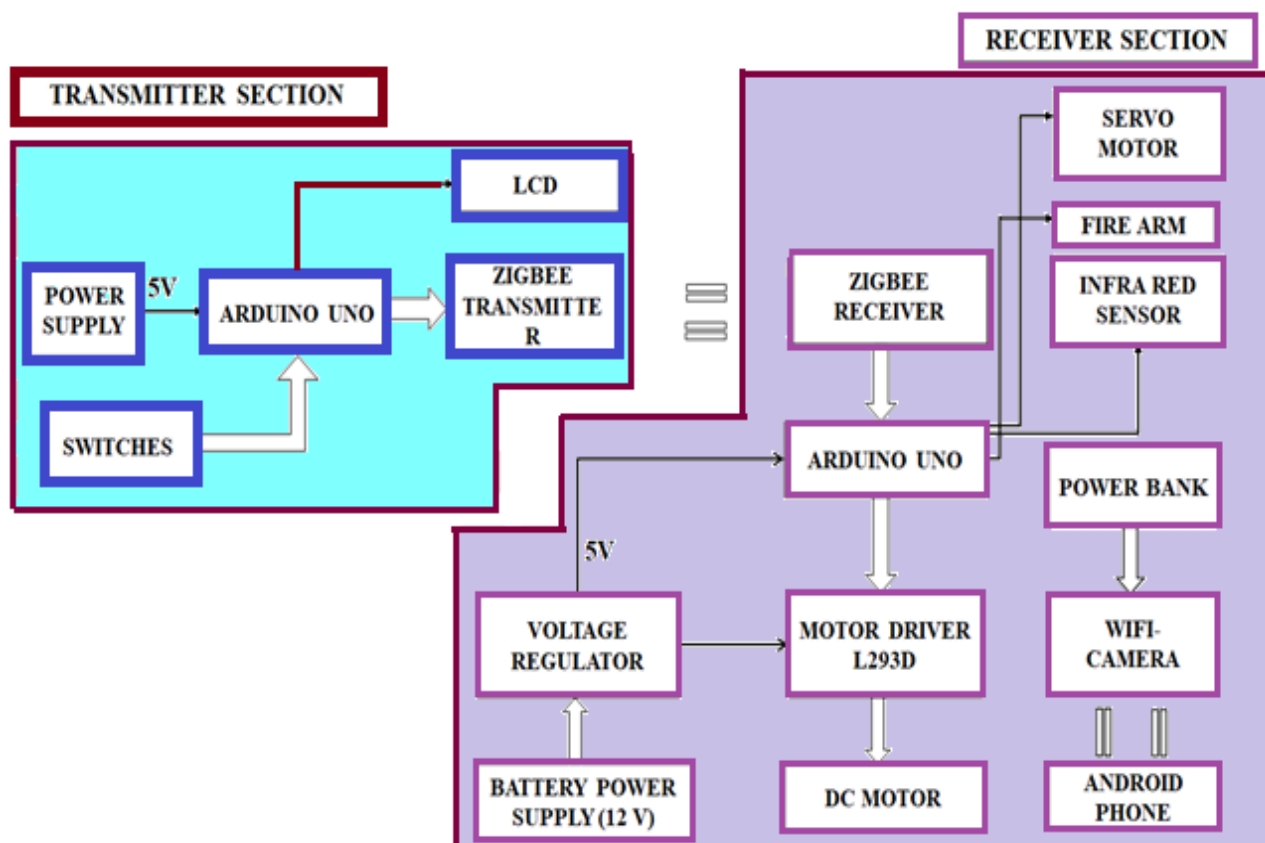 RECEIVER SECTION
TRANSMITTER SECTION
LCD
POWER
SUPPLY
5V
ARDUINO UNO
ZIGBEE
TRANSMITTE
R
SWITCHES
SERVO
MOTOR
FIRE ARM
INFRA RED
SENSOR
ZIGBEE
RECEIVER
ARDUINO UNO
POWER BANK
5V
VOLTAGE
REGULATOR
MOTOR DRIVER
L293D
WIFI-
CAMERA
BATTERY POWER
SUPPLY (12 V)
DC MOTOR
ANDROID
PHONE